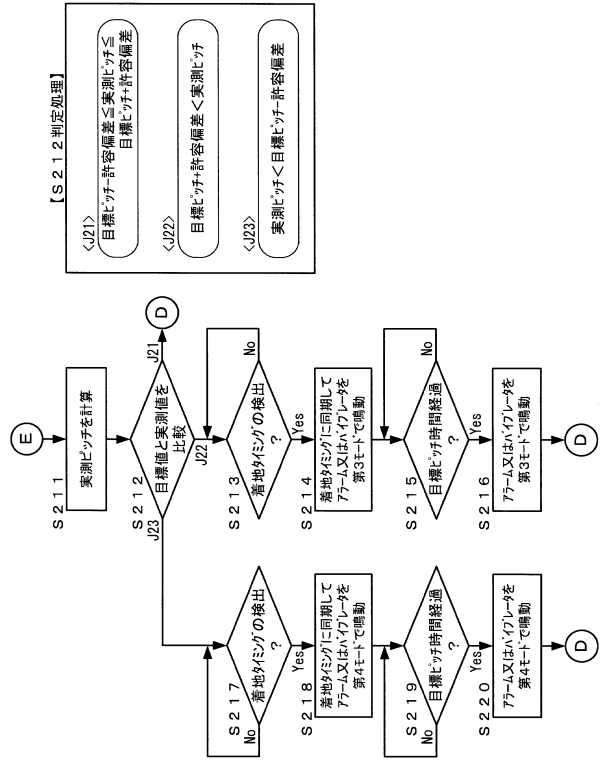 E
S211
実測ピッチを計算
S212
目標値と実測値を
比較
J21
D
J22
J23
S213
着地タイミングの検出
?
No
Yes
S214
着地タイミングに同期して
アラーム又はバイブレータを
第3モードで鳴動
S215
目標ピッチ時間経過
?
No
Yes
S216
アラーム又はバイブレータを
第3モードで鳴動
D
S217
着地タイミングの検出
?
No
Yes
S218
着地タイミングに同期して
アラーム又はバイブレータを
第4モードで鳴動
S219
目標ピッチ時間経過
?
No
Yes
S220
アラーム又はバイブレータを
第4モードで鳴動
D
【S212判定処理】
<J21>
目標ピッチ-許容偏差≦実測ピッチ≦
目標ピッチ+許容偏差
<J22>
目標ピッチ+許容偏差<実測ピッチ
<J23>
実測ピッチ<目標ピッチ-許容偏差